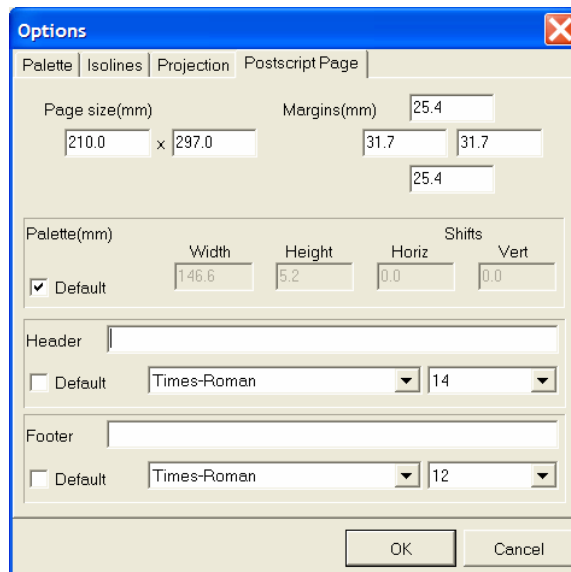 Options
Palette Isolines Projection Postscript Page
Page size(mm) Margins(mm) 25.4
210.0 x 297.0 31.7 31.7
25.4
Palette(mm) Shifts
Width Height Horiz Vert
Default 146.6 5.2 0.0 0.0
Header
Default Times-Roman 14
Footer
Default Times-Roman 12
OK Cancel